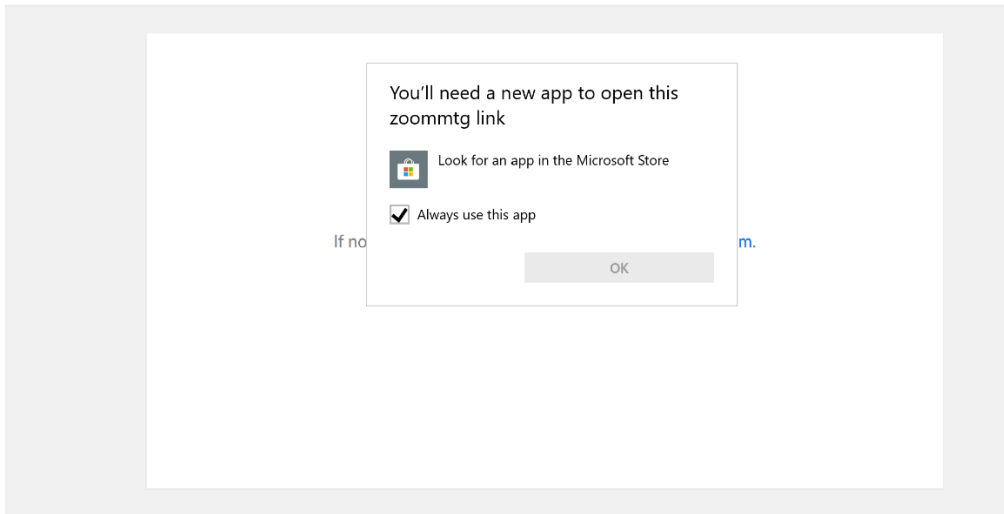 You'll need a new app to open this
zoommtg link
Look for an app in the Microsoft Store
Always use this app
If no m.
OK